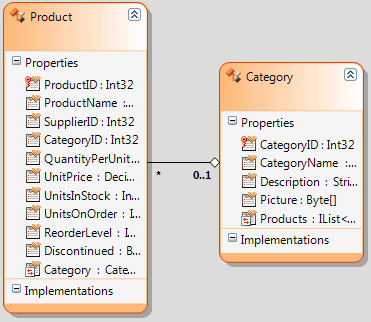 Product
Properties
ProductID : Int32
ProductName :...
SupplierID : Int32
CategoryID : Int32
QuantityPerUnit...
UnitPrice : Deci...
UnitsInStock : In...
UnitsOnOrder : I...
ReorderLevel : I...
Discontinued : B...
Category : Cate...
Implementations
* 0..1
Category
Properties
CategoryID : Int32
CategoryName :...
Description : Stri...
Picture : Byte[]
Products : IList<...
Implementations